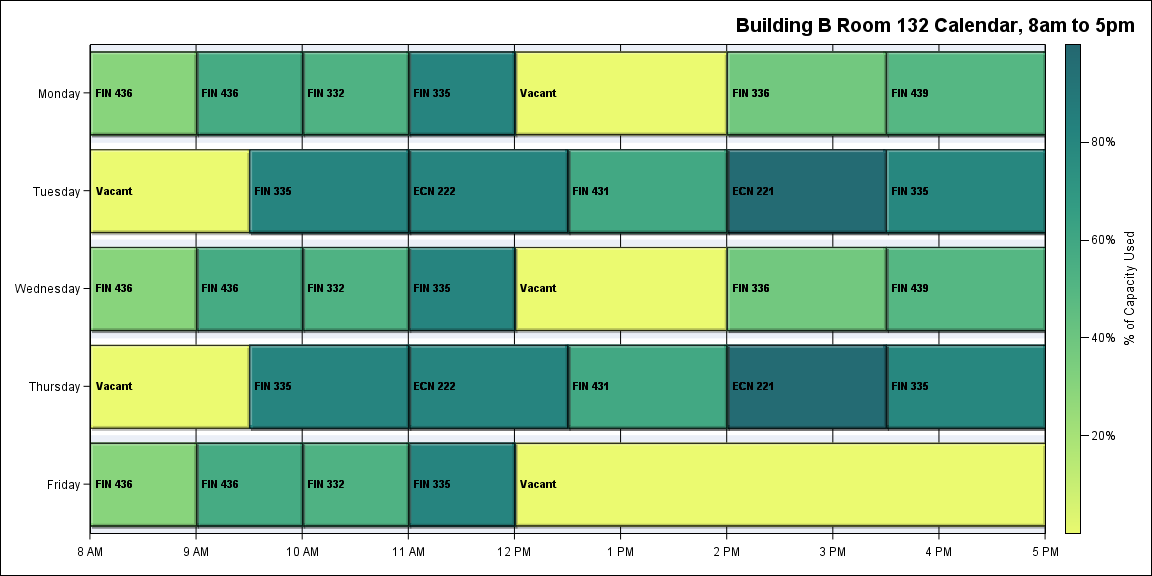 Building B Room 132 Calendar, 8am to 5pm
Monday
FIN 436
FIN 436
FIN 332
FIN 335
Vacant
FIN 336
FIN 439
Tuesday
Vacant
FIN 335
ECN 222
FIN 431
ECN 221
FIN 335
Wednesday
FIN 436
FIN 436
FIN 332
FIN 335
Vacant
FIN 336
FIN 439
Thursday
Vacant
FIN 335
ECN 222
FIN 431
ECN 221
FIN 335
Friday
FIN 436
FIN 436
FIN 332
FIN 335
Vacant
8 AM
9 AM
10 AM
11 AM
12 PM
1 PM
2 PM
3 PM
4 PM
5 PM
80%
60%
40%
20%
% of Capacity Used